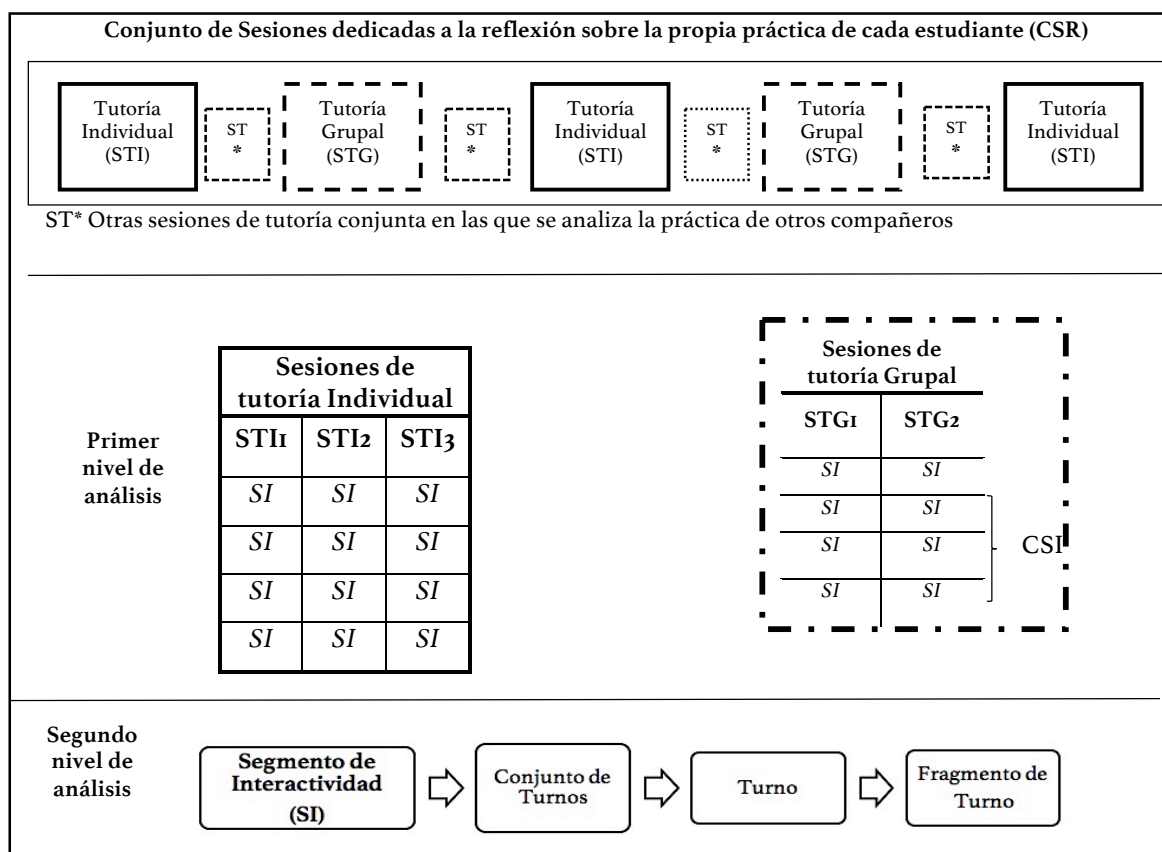 Conjunto de Sesiones dedicadas a la reflexión sobre la propia práctica de cada estudiante (CSR)
Tutoría
Individual
(STI)
ST
*
Tutoría
Grupal
(STG)
ST
*
Tutoría
Individual
(STI)
ST
*
Tutoría
Grupal
(STG)
ST
*
Tutoría
Individual
(STI)
ST* Otras sesiones de tutoría conjunta en las que se analiza la práctica de otros compañeros
Primer
nivel de
análisis
Sesiones de
tutoría Individual
STI1 STI2 STI3
SI SI SI
SI SI SI
SI SI SI
SI SI SI
Sesiones de
tutoría Grupal
STG1 STG2
SI SI
SI SI
SI SI
SI SI
CSI
Segundo
nivel de
análisis
Segmento de
Interactividad
(SI)
Conjunto de
Turnos
Turno
Fragmento de
Turno